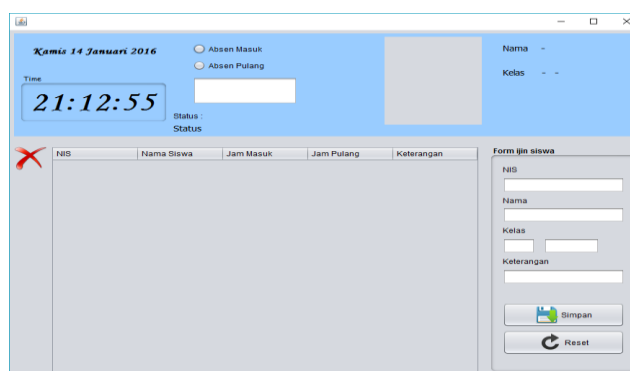 Kamis 14 Januari 2016
Time
21:12:55
Absen Masuk
Absen Pulang
Status :
Status
Nama -
Kelas - -
NIS Nama Siswa Jam Masuk Jam Pulang Keterangan
Form ijin siswa
NIS
Nama
Kelas
Keterangan
Simpan
Reset